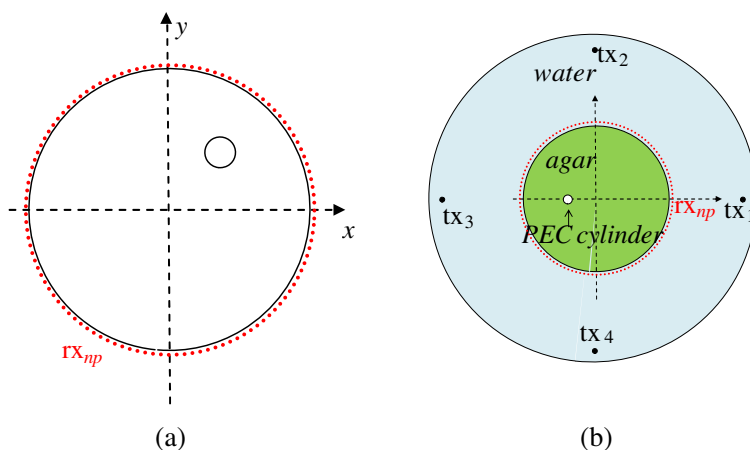 y
x
rx_np
(a)
tx_2
water
agar
tx_3
rx_np
tx_1
PEC cylinder
tx_4
(b)